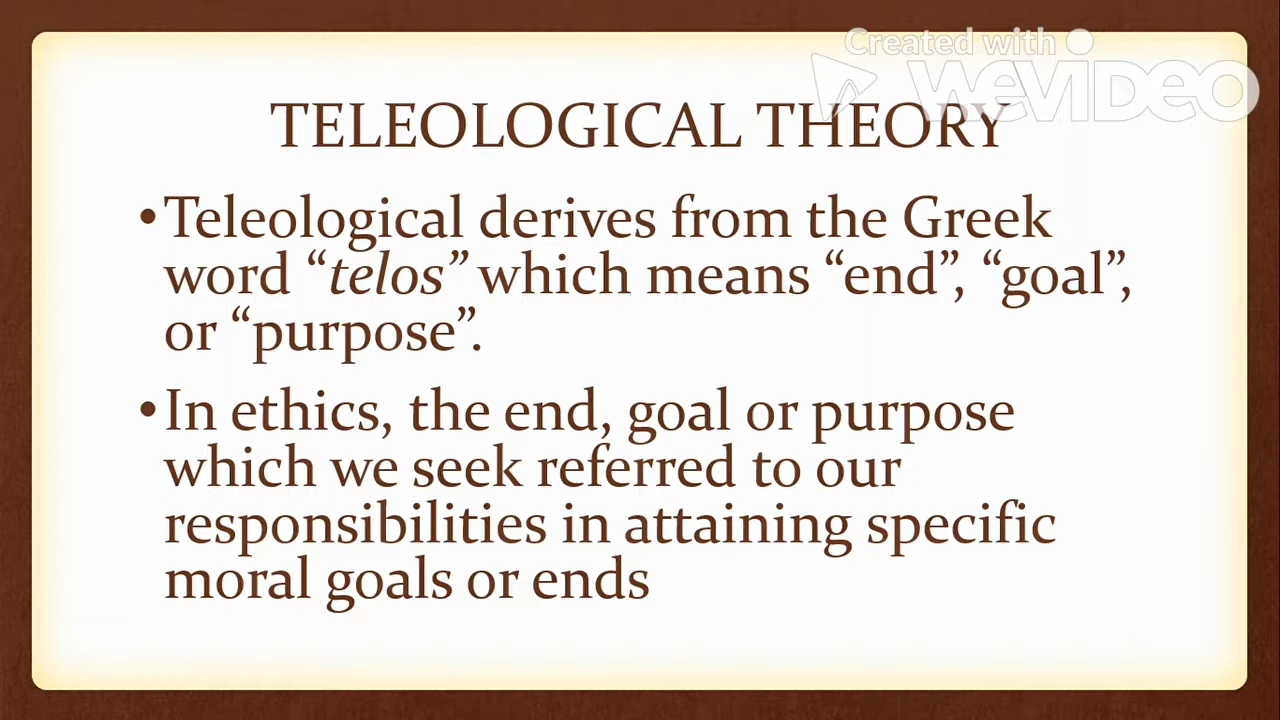 Created with
WeVIDEO
TELEOLOGICAL THEORY
•Teleological derives from the Greek
word “telos” which means “end”, “goal”,
or “purpose”.
•In ethics, the end, goal or purpose
which we seek referred to our
responsibilities in attaining specific
moral goals or ends